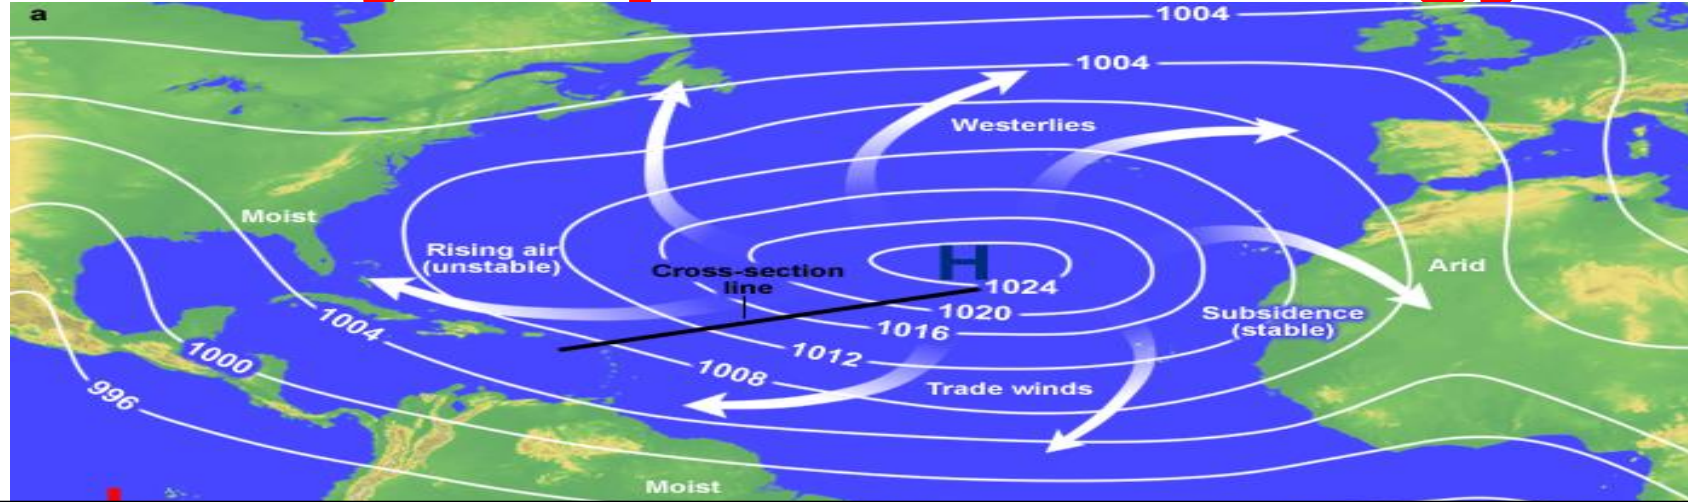 a
1004
1004
Westerlies
Moist
Rising air
(unstable)
Cross-section
line
H
1024
Arid
1020
Subsidence
(stable)
1016
1004
1012
1000
1008
Trade winds
996
Moist